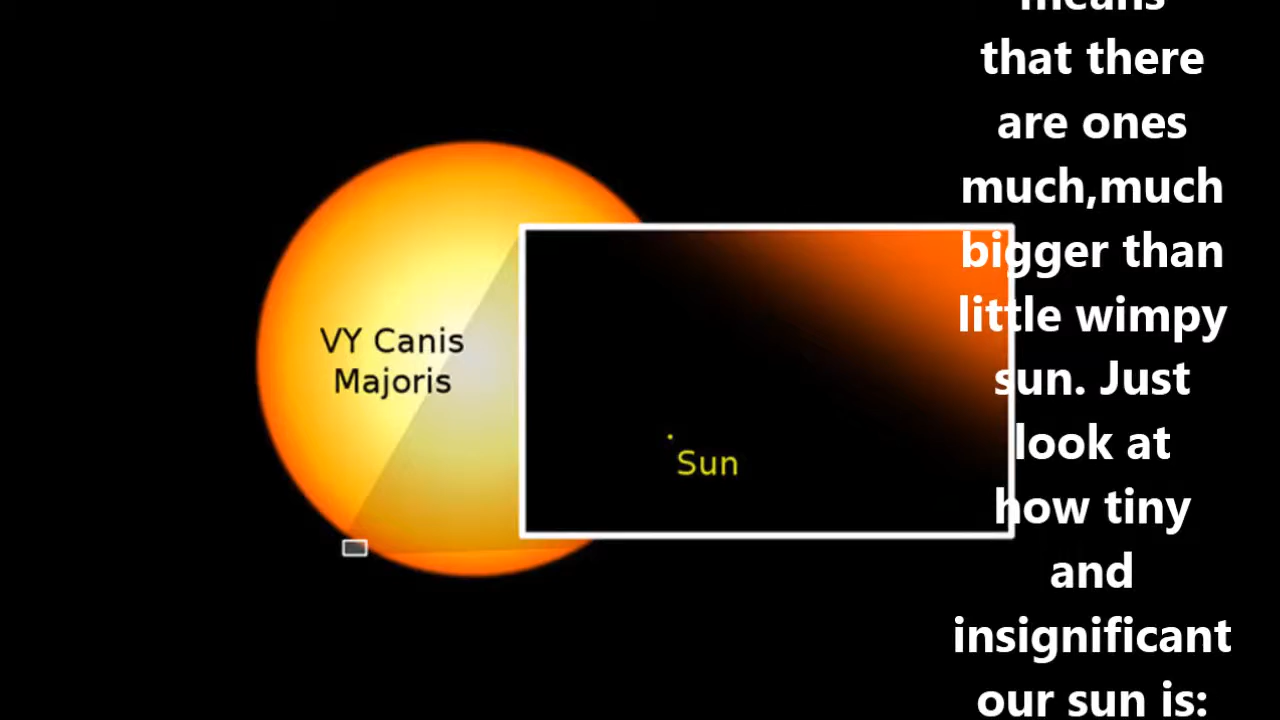 VY Canis
Majoris
Sun
means
that there
are ones
much,much
bigger than
little wimpy
sun. Just
look at
how tiny
and
insignificant
our sun is: